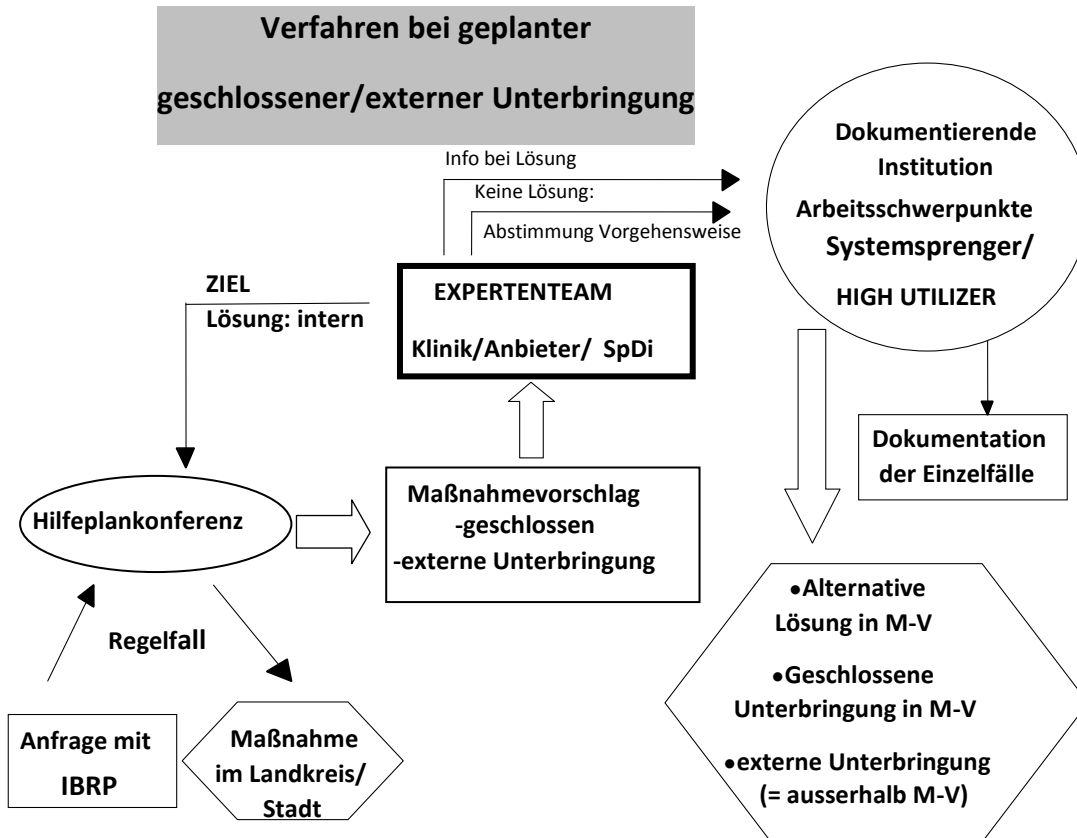 Verfahren bei geplanter
geschlossener/externer Unterbringung
Info bei Lösung
Keine Lösung:
Abstimmung Vorgehensweise
Dokumentierende
Institution
Arbeitsschwerpunkte
Systemsprenger/
HIGH UTILIZER
ZIEL
Lösung: intern
EXPERTENTEAM
Klinik/Anbieter/ SpDi
Dokumentation
der Einzelfälle
Hilfeplankonferenz
Maßnahmevorschlag
-geschlossen
-externe Unterbringung
Regelfall
Anfrage mit
IBRP
Maßnahme
im Landkreis/
Stadt
•Alternative
Lösung in M-V
•Geschlossene
Unterbringung in M-V
•externe Unterbringung
(= ausserhalb M-V)